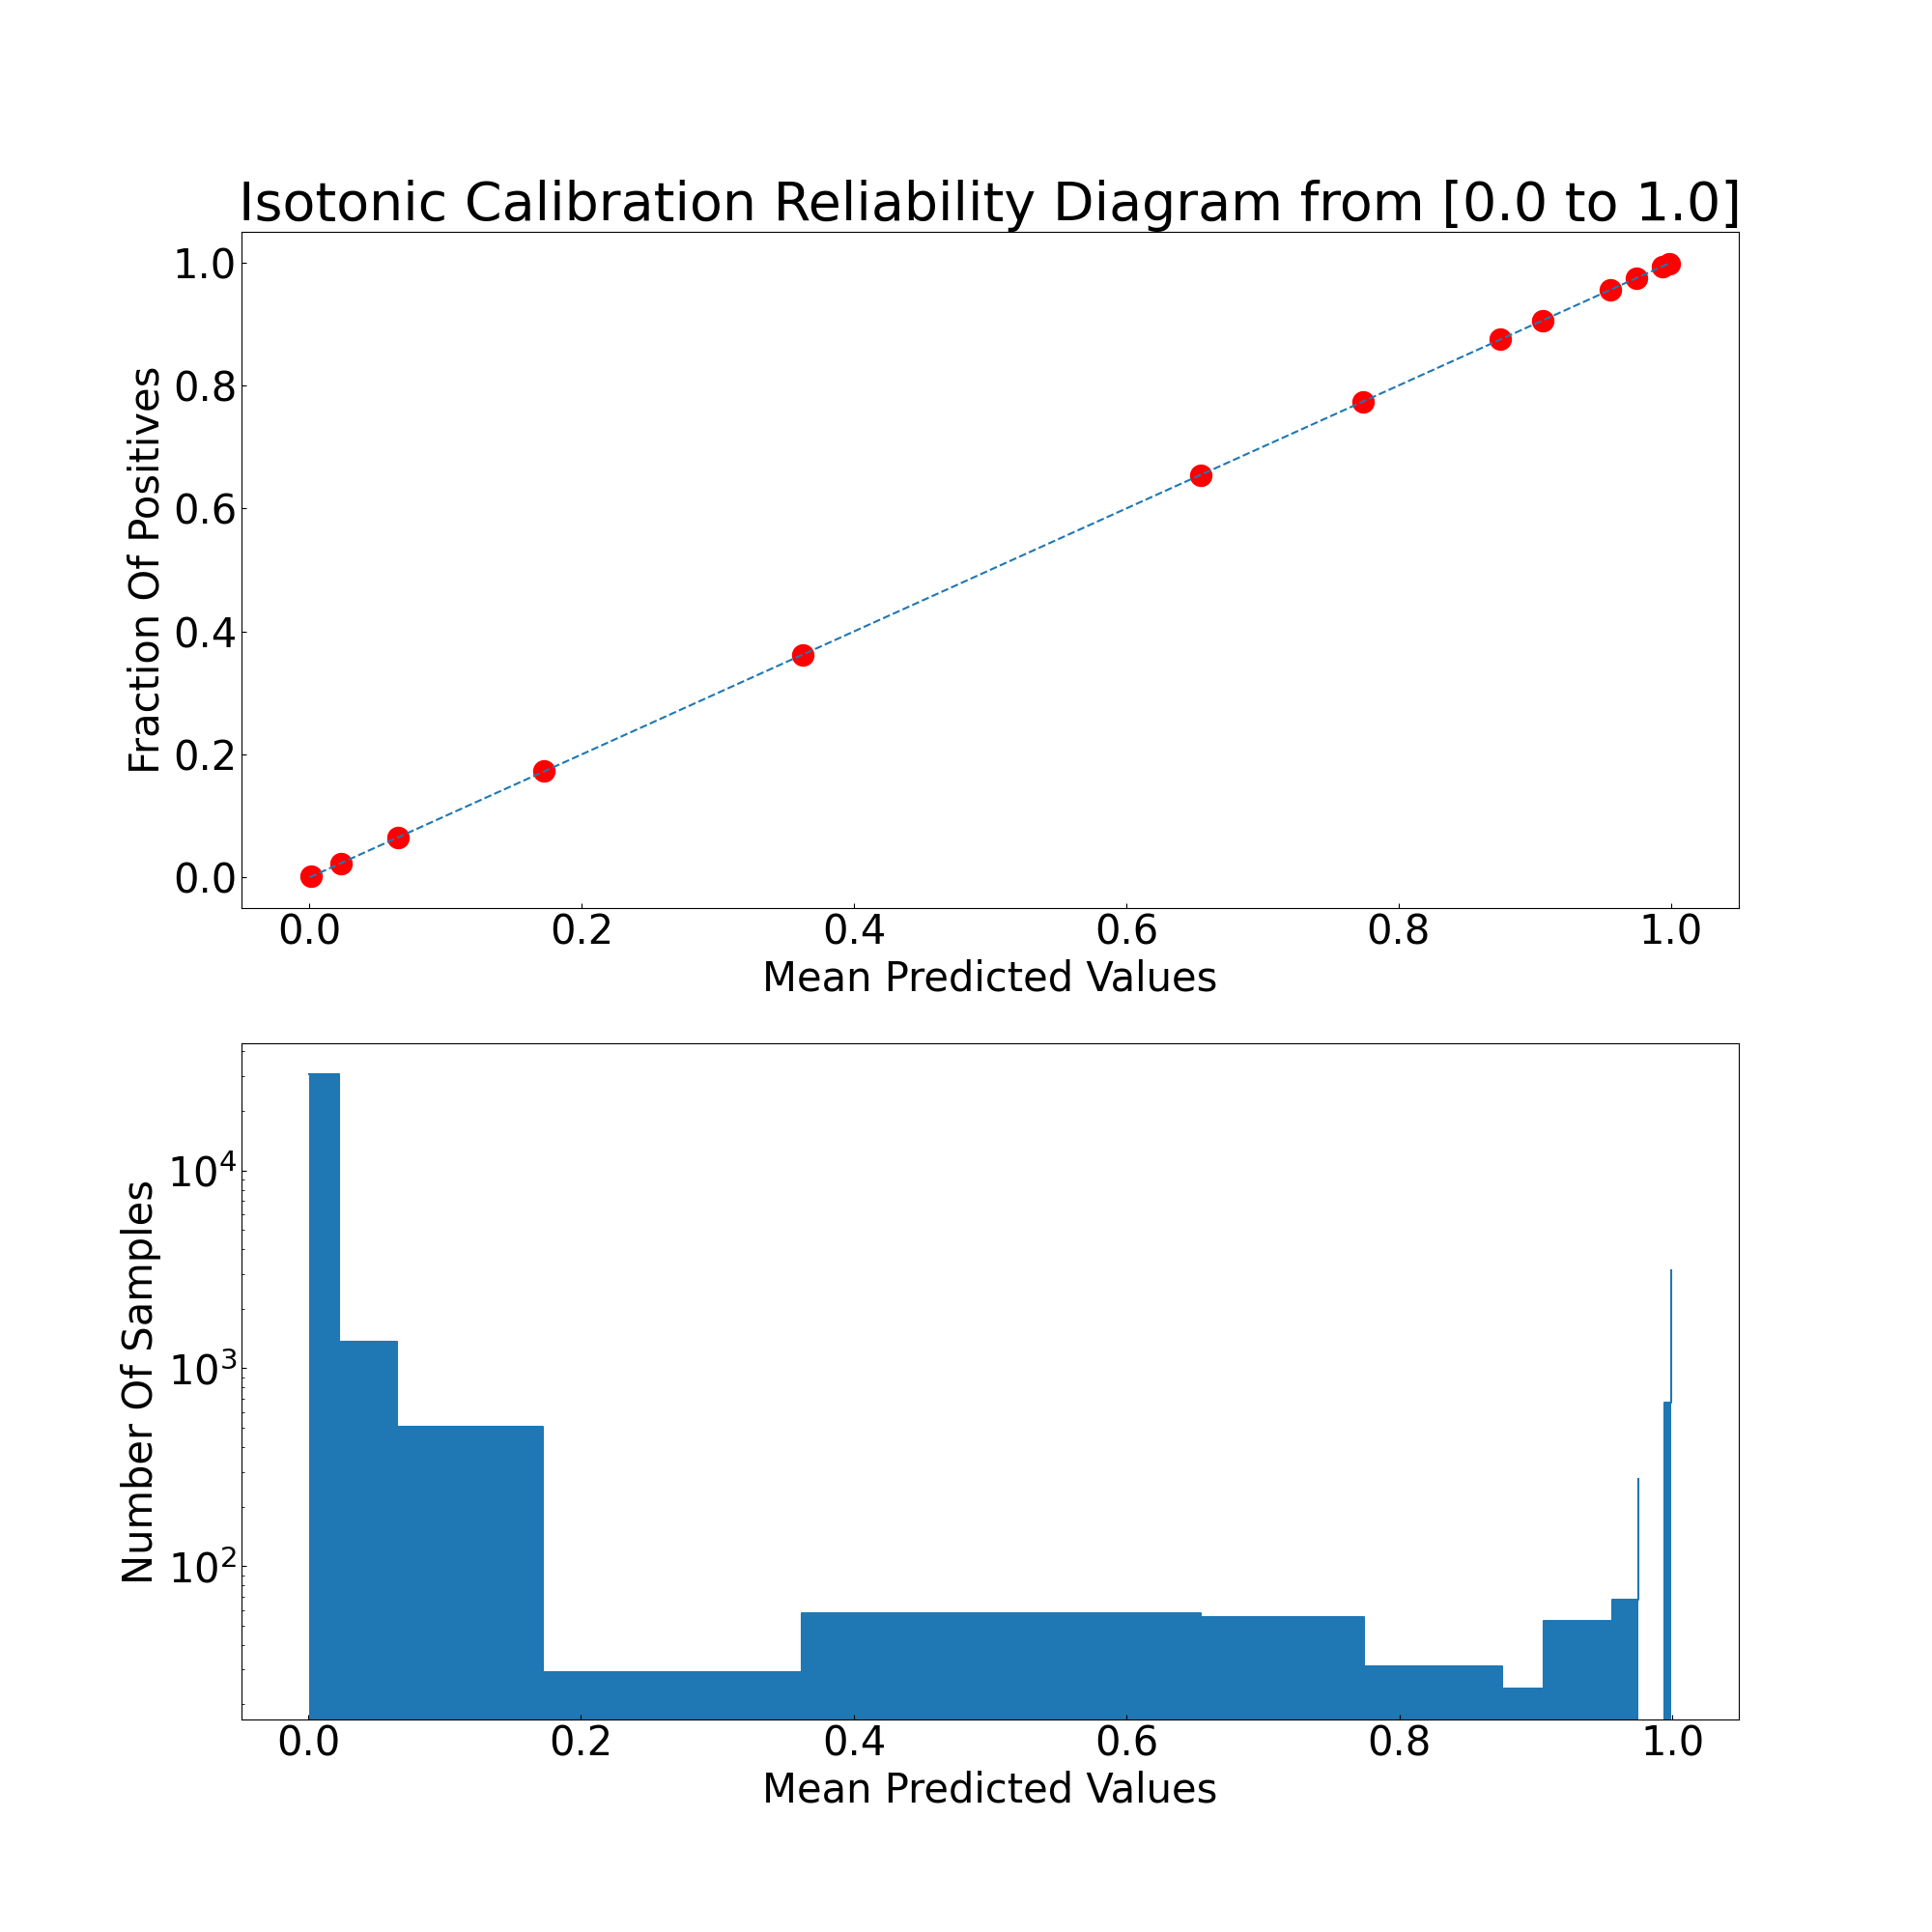 Isotonic Calibration Reliability Diagram from [0.0 to 1.0]
1.0
0.8
0.6
0.4
0.2
0.0
Fraction Of Positives
0.0 0.2 0.4 0.6 0.8 1.0
Mean Predicted Values
10⁴
10³
10²
Number Of Samples
0.0 0.2 0.4 0.6 0.8 1.0
Mean Predicted Values